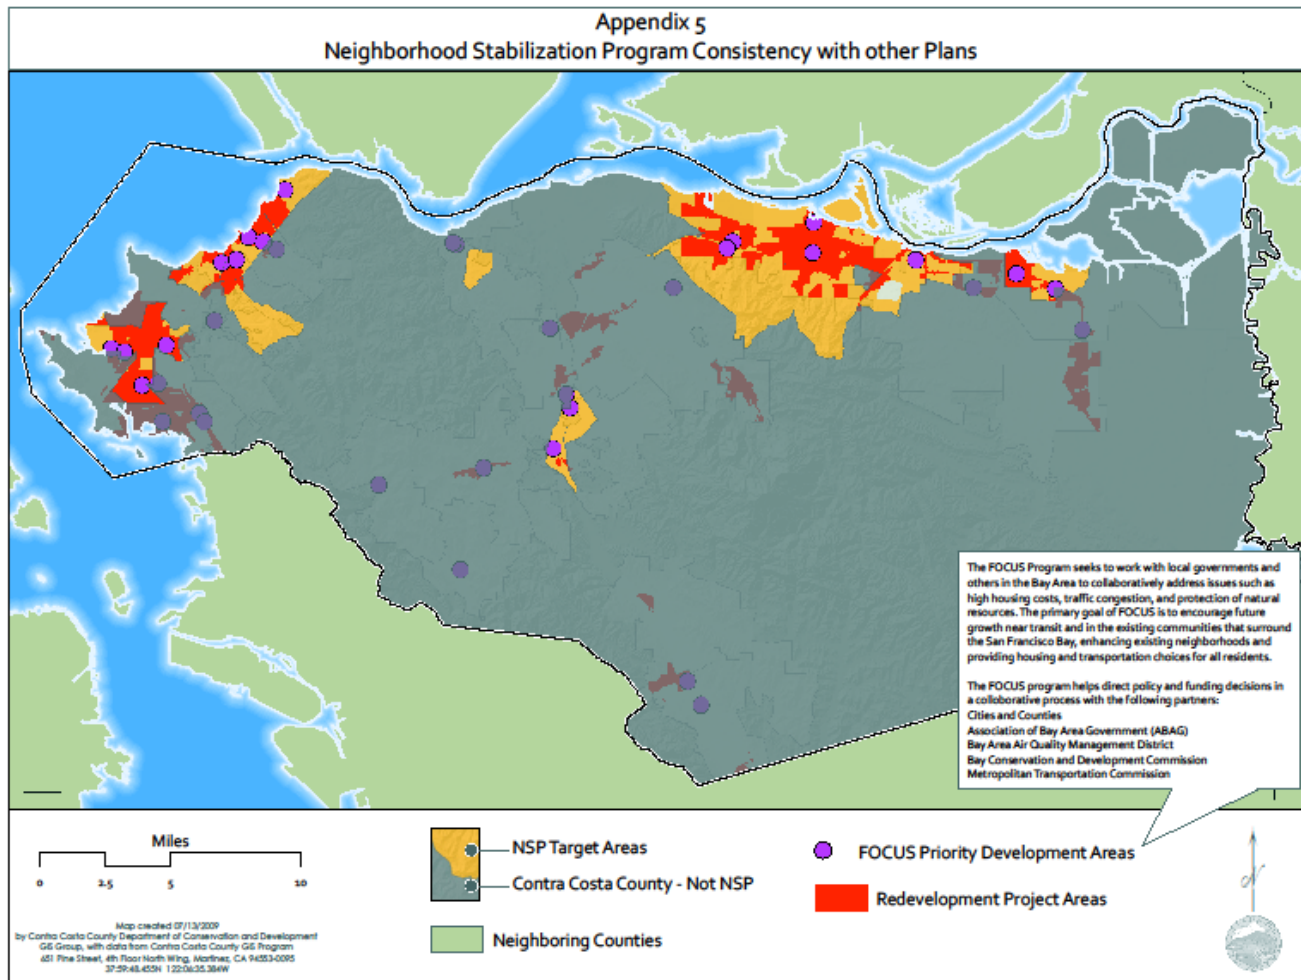 Appendix 5
Neighborhood Stabilization Program Consistency with other Plans
The FOCUS Program seeks to work with local governments and
others in the Bay Area to collaboratively address issues such as
high housing costs, traffic congestion, and protection of natural
resources. The primary goal of FOCUS is to encourage future
growth near transit and in the existing communities that surround
the San Francisco Bay, enhancing existing neighborhoods and
providing housing and transportation choices for all residents.
The FOCUS program helps direct policy and funding decisions in
a collaborative process with the following partners:
Cities and Counties
Association of Bay Area Government (ABAG)
Bay Area Air Quality Management District
Bay Conservation and Development Commission
Metropolitan Transportation Commission
Miles
0 2.5 5 10
NSP Target Areas
Contra Costa County - Not NSP
Neighboring Counties
FOCUS Priority Development Areas
Redevelopment Project Areas
N
Map created 07/13/2009
by Contra Costa County Department of Conservation and Development
GIS Group, with data from Contra Costa County GIS Program
651 Pine Street, 4th Floor North Wing, Martinez, CA 94553-0095
37:59:48.455N 122:06:35.384W